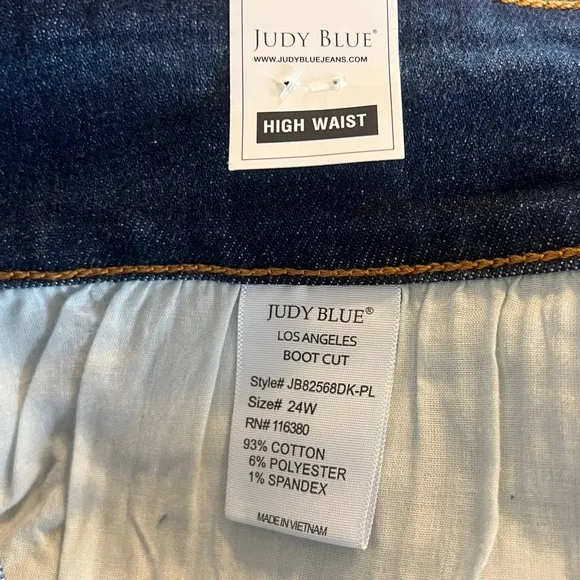 JUDY BLUE®
WWW.JUDYBLUEJEANS.COM
HIGH WAIST
JUDY BLUE®
LOS ANGELES
BOOT CUT
Style# JB82568DK-PL
Size# 24W
RN# 116380
93% COTTON
6% POLYESTER
1% SPANDEX
MADE IN VIETNAM